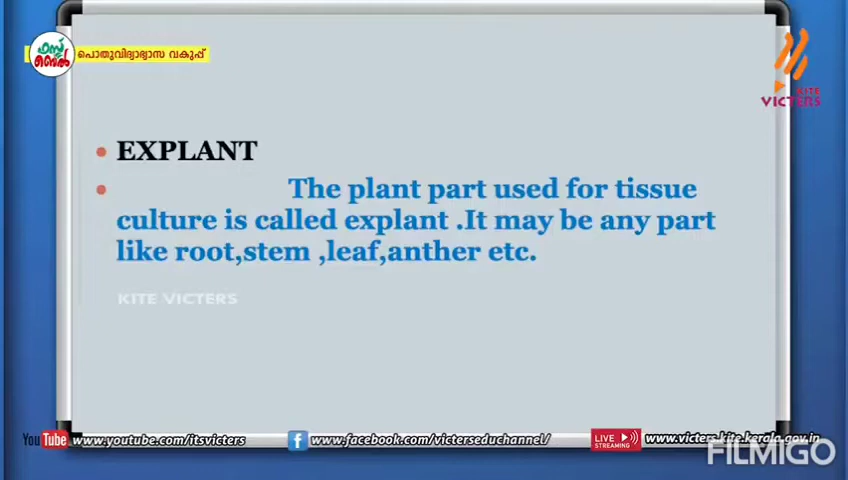 ഫസ്റ്റ് ബെൽ
പൊതുവിദ്യാഭ്യാസ വകുപ്പ്
KITE
VICTERS
EXPLANT
The plant part used for tissue
culture is called explant .It may be any part
like root,stem ,leaf,anther etc.
KITE VICTERS
YouTube www.youtube.com/itsvicters
f www.facebook.com/victerseduchannel/
LIVE STREAMING www.victers.kite.kerala.gov.in
FILMIGO